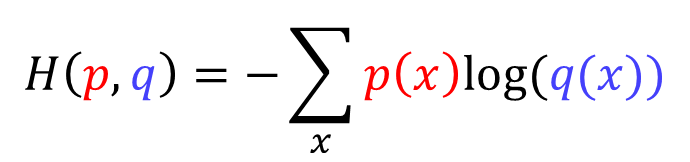 H(p, q) = −∑ₓ p(x)log(q(x))